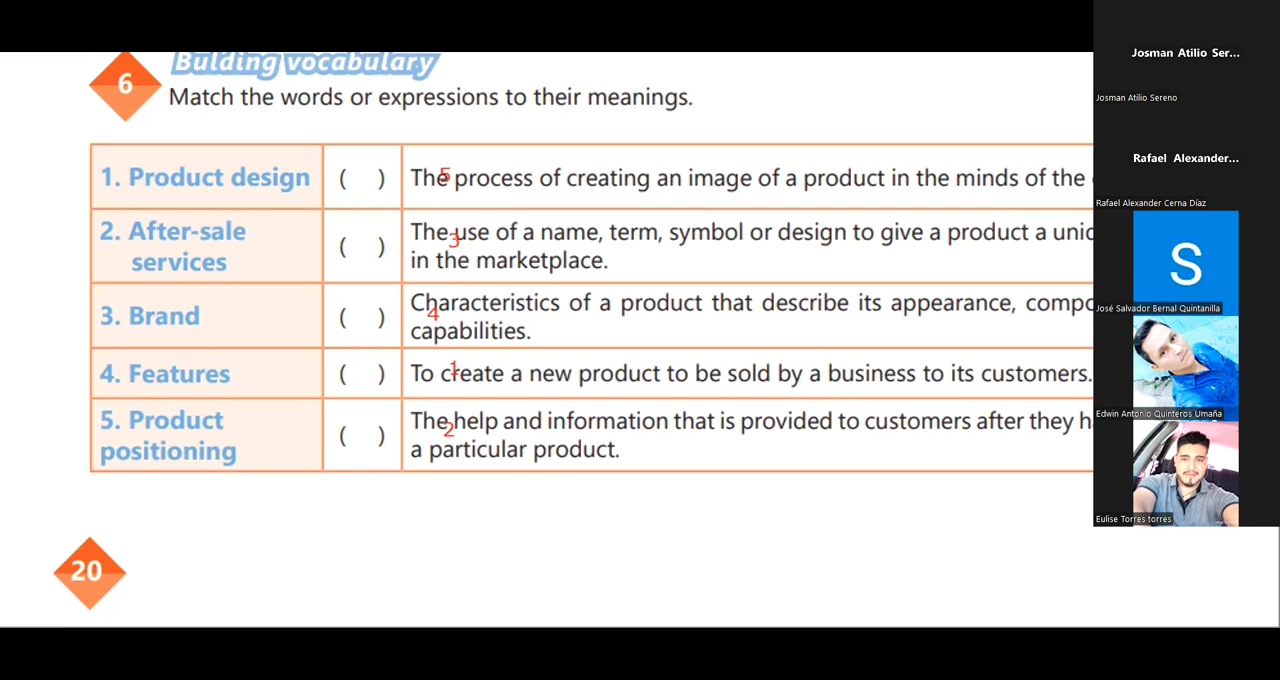 Bulding vocabulary
6
Match the words or expressions to their meanings.
1. Product design ( ) The process of creating an image of a product in the minds of the
5
2. After-sale services ( ) The use of a name, term, symbol or design to give a product a
in the marketplace.
3
3. Brand ( ) Characteristics of a product that describe its appearance,
capabilities.
4
4. Features ( ) To create a new product to be sold by a business to its customers.
1
5. Product positioning ( ) The help and information that is provided to customers after they
a particular product.
2
20
Josman Atilio Ser...
Josman Atilio Sereno
Rafael Alexander...
Rafael Alexander Cerna Díaz
S
José Salvador Bernal Quintanilla
Edwin Antonio Quinteros Umaña
Eulise Torres torres